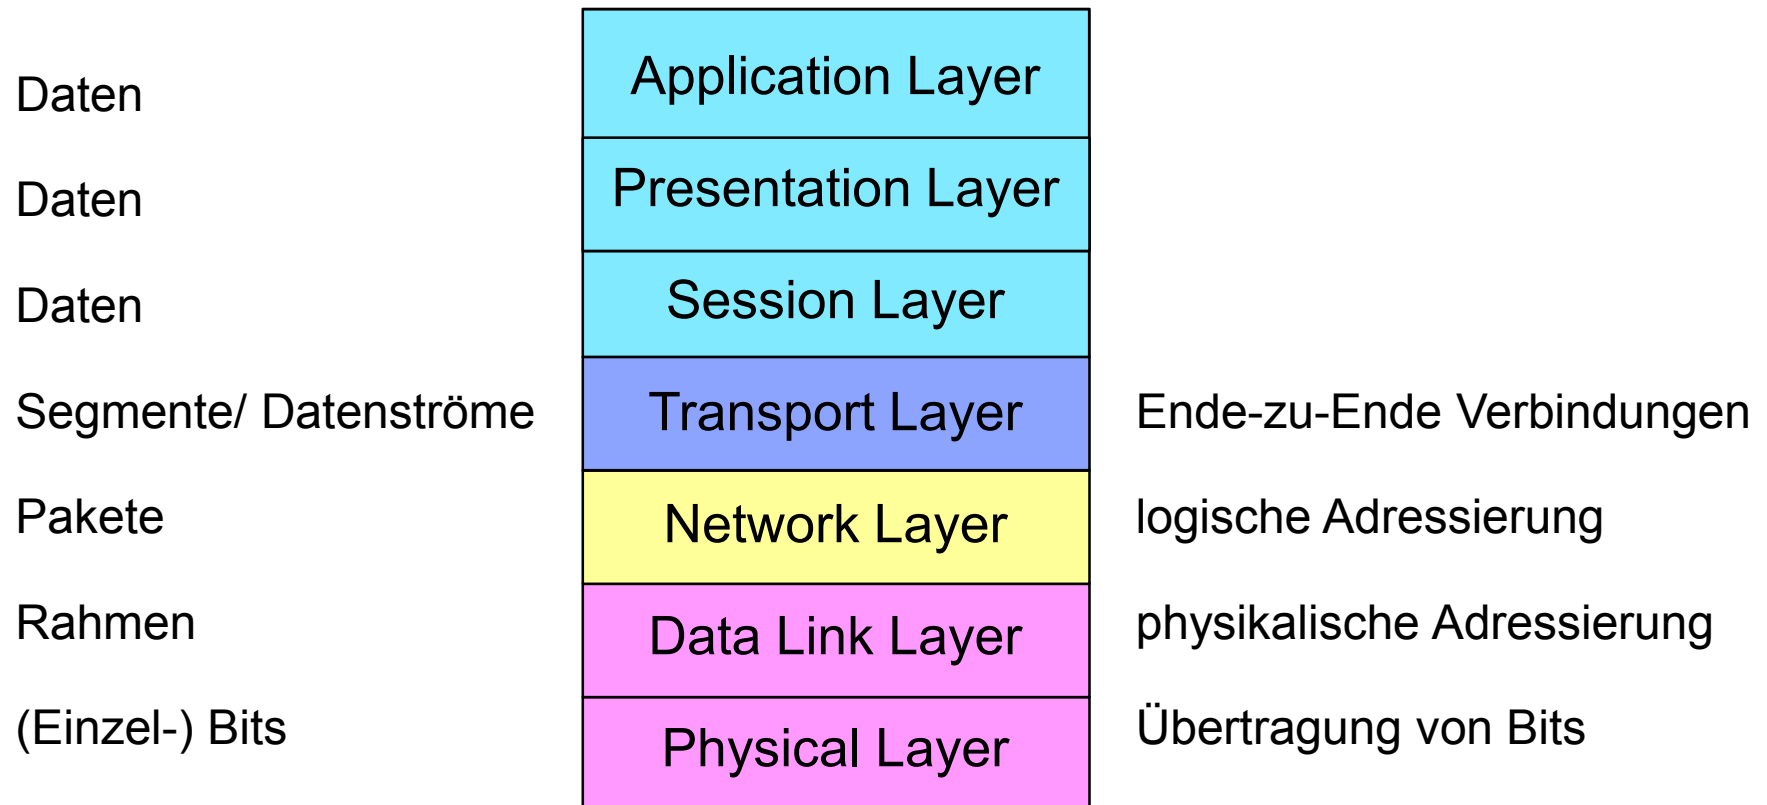 Daten
Application Layer
Daten
Presentation Layer
Daten
Session Layer
Segmente/ Datenströme
Transport Layer
Ende-zu-Ende Verbindungen
Pakete
Network Layer
logische Adressierung
Rahmen
Data Link Layer
physikalische Adressierung
(Einzel-) Bits
Physical Layer
Übertragung von Bits